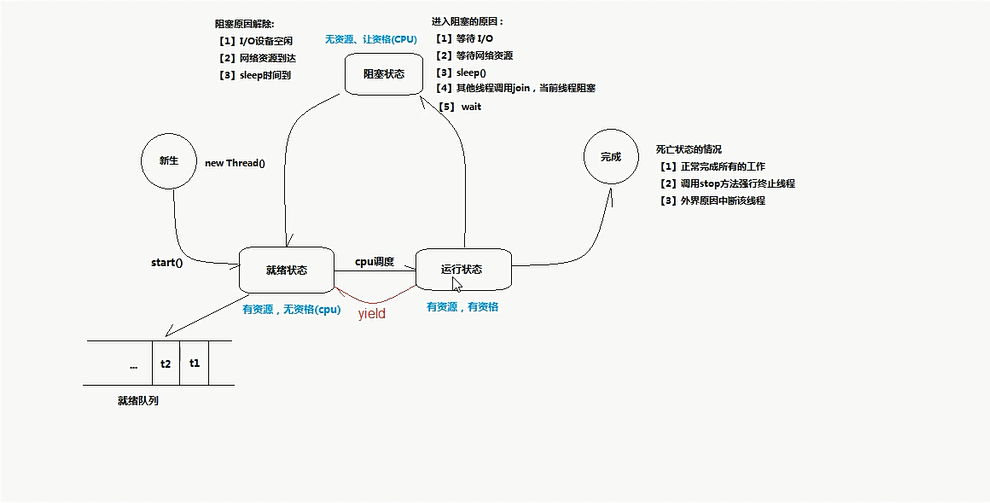 阻塞原因解除:
【1】I/O设备空闲
【2】网络资源到达
【3】sleep时间到
无资源、让资格(CPU)
阻塞状态
进入阻塞的原因：
【1】等待 I/O
【2】等待网络资源
【3】sleep()
【4】其他线程调用join，当前线程阻塞
【5】 wait
新生
new Thread()
完成
死亡状态的情况
【1】正常完成所有的工作
【2】调用stop方法强行终止线程
【3】外界原因中断该线程
start()
就绪状态
cpu调度
运行状态
有资源，无资格(cpu)
yield
有资源，有资格
...
t2
t1
就绪队列